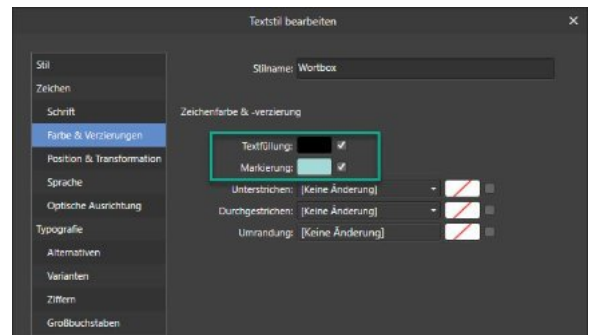 Textstil bearbeiten
Stil
Stilname: Wortbox
Zeichen
Schrift
Zeichenfarbe & -verzierung
Farbe & Verzierungen
Textfüllung:
Position & Transformation
Markierung:
Sprache
Unterstrichen: [Keine Änderung]
Optische Ausrichtung
Durchgestrichen: [Keine Änderung]
Typografie
Umrandung: [Keine Änderung]
Alternativen
Varianten
Ziffern
Großbuchstaben